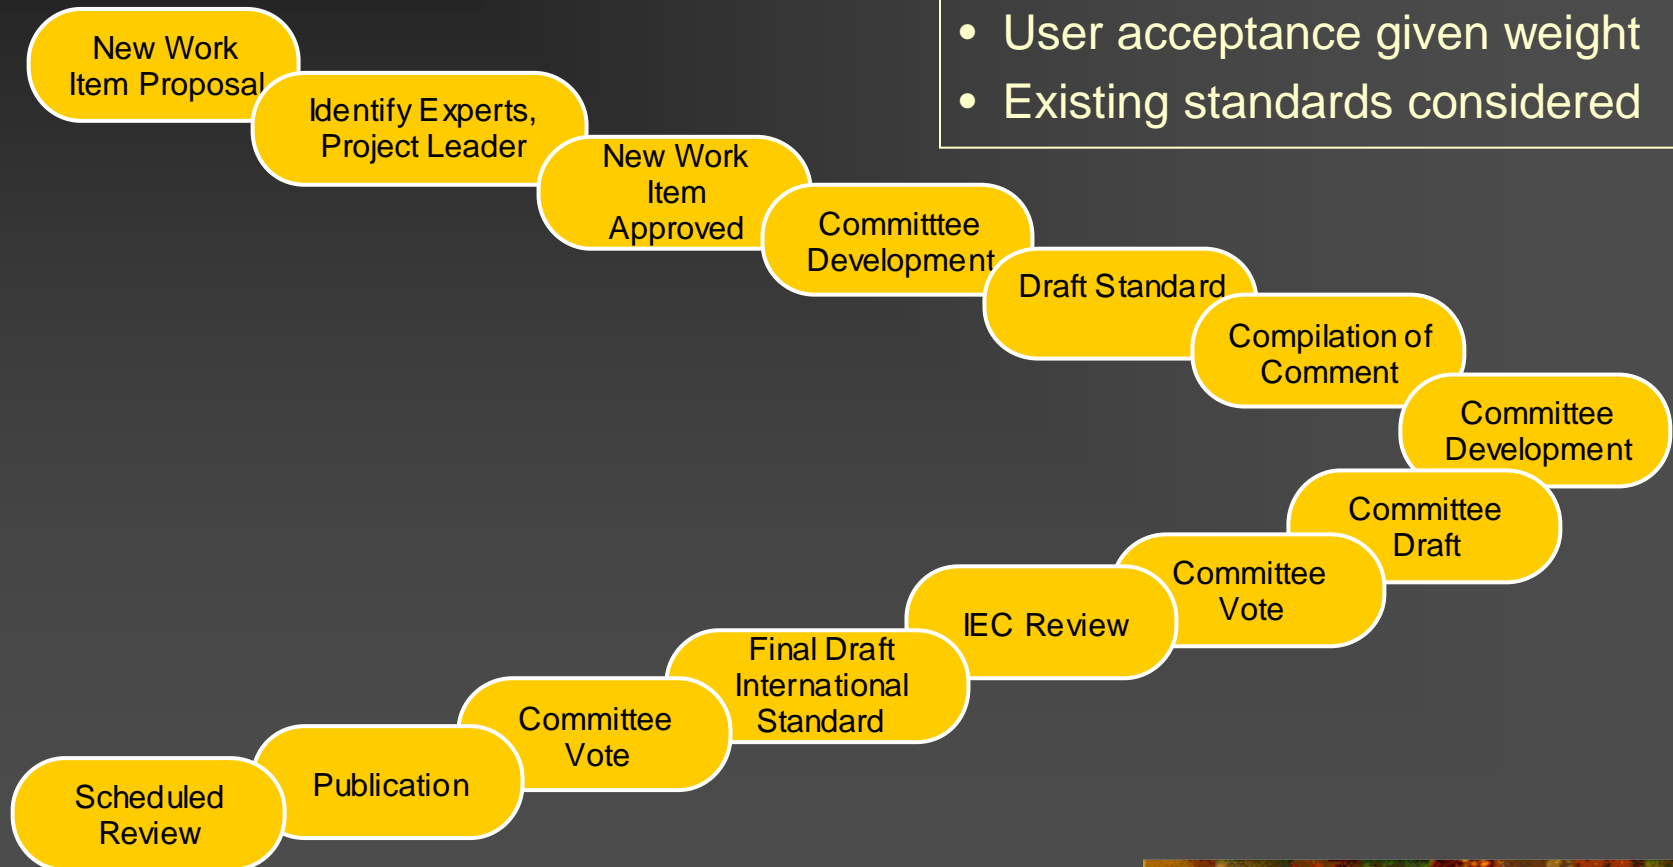 • User acceptance given weight
• Existing standards considered
New Work
Item Proposal
Identify Experts,
Project Leader
New Work
Item
Approved
Committtee
Development
Draft Standard
Compilation of
Comment
Committee
Development
Committee
Draft
Committee
Vote
IEC Review
Final Draft
International
Standard
Committee
Vote
Publication
Scheduled
Review